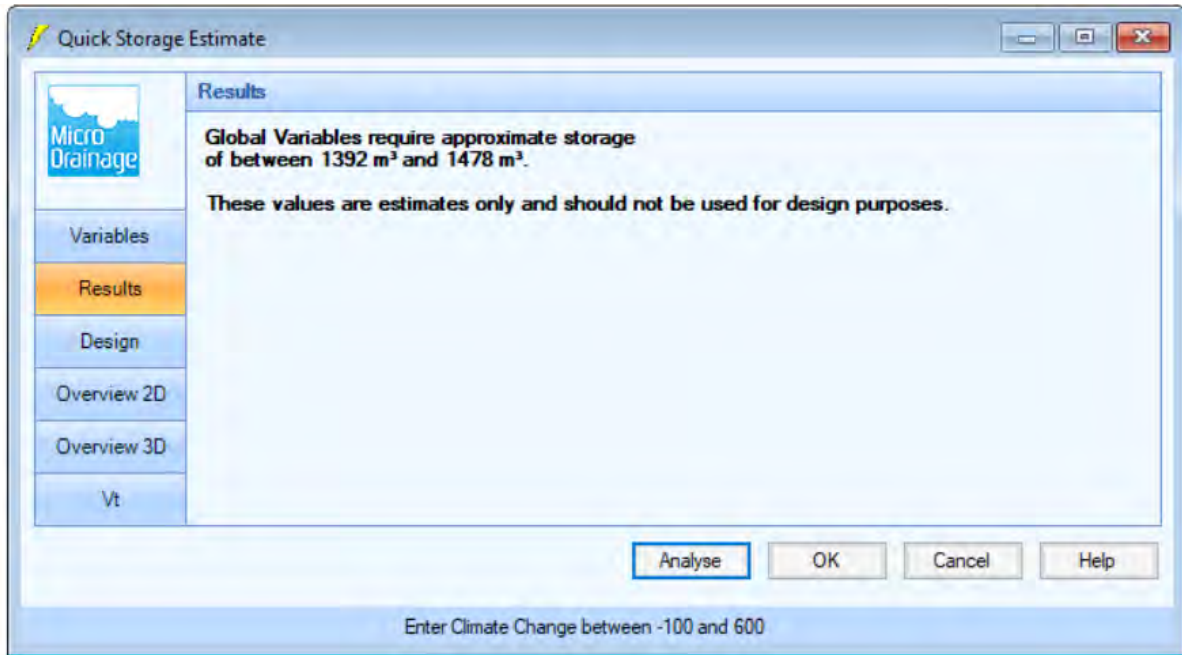 Quick Storage Estimate
Micro
Drainage
Results
Global Variables require approximate storage
of between 1392 m³ and 1478 m³.
These values are estimates only and should not be used for design purposes.
Variables
Results
Design
Overview 2D
Overview 3D
Vt
Analyse
OK
Cancel
Help
Enter Climate Change between -100 and 600